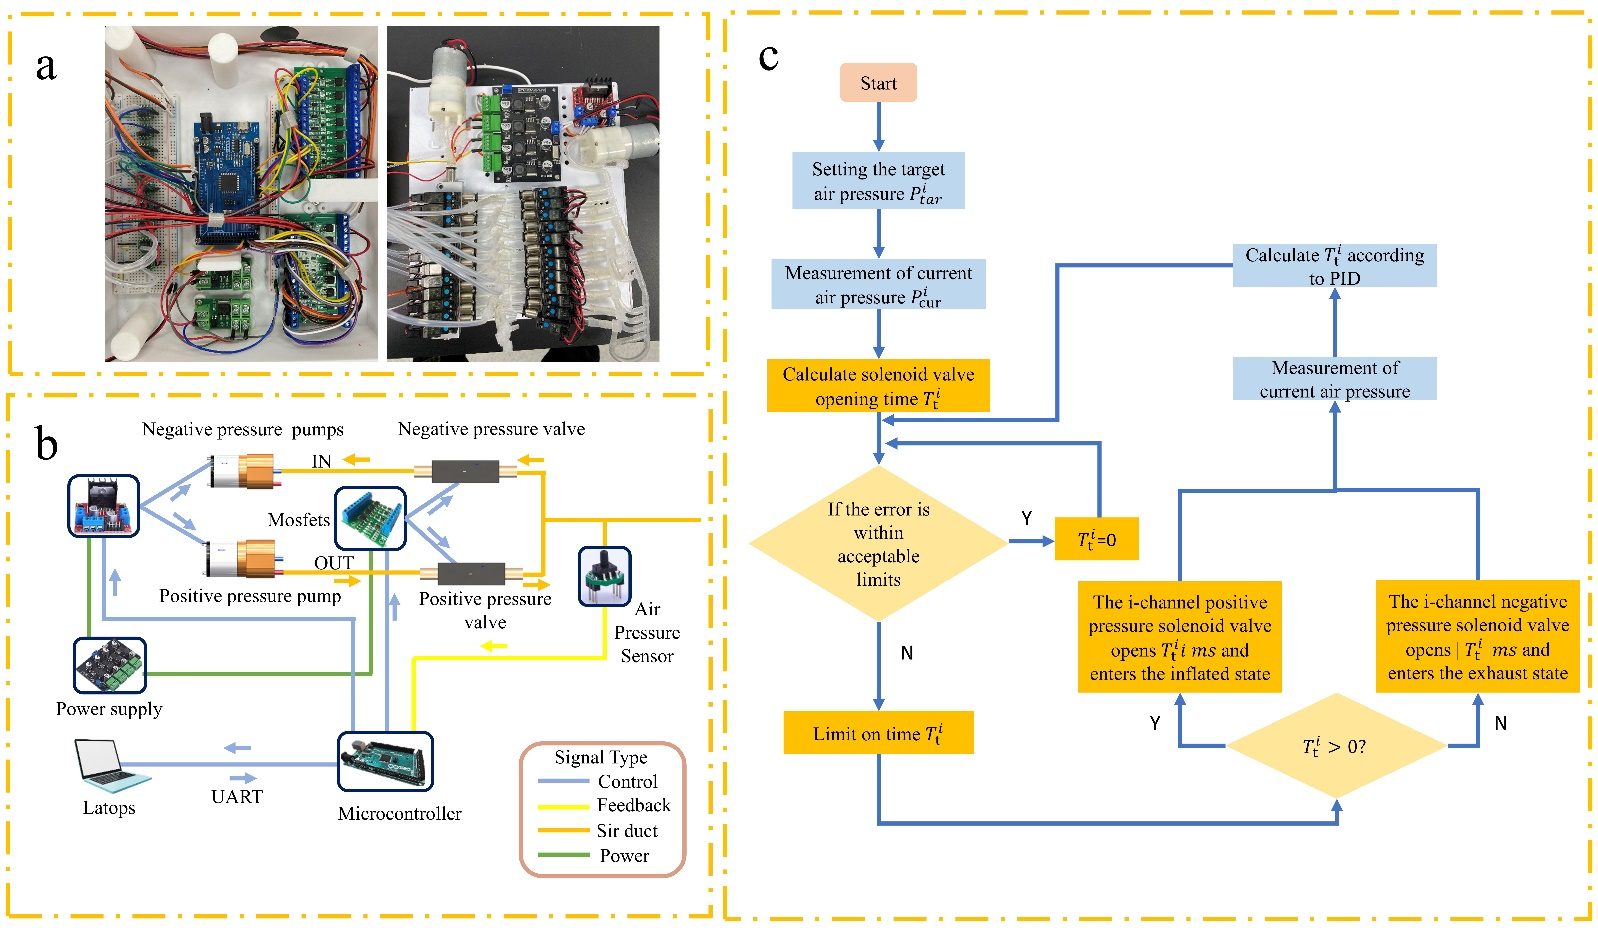 a
b
Negative pressure  pumps
Negative pressure valve
IN
Mosfets
OUT
Positive pressure pump
Positive pressure
valve
Air
Pressure
Sensor
Power supply
UART
Latops
Microcontroller
Signal Type
Control
Feedback
Sir duct
Power
c
Start
Setting the target
air pressure P^i_tar
Measurement of current
air pressure P^i_cur
Calculate solenoid valve
opening time T^i_t
If the error is
within
acceptable
limits
Y
T^i_t=0
N
Limit on time T^i_t
Calculate T^i_t according
to PID
Measurement of
current air pressure
The i-channel positive
pressure solenoid valve
opens T^i_t i ms and
enters the inflated state
The i-channel negative
pressure solenoid valve
opens | T^i_t ms and
enters the exhaust state
Y
T^i_t > 0?
N